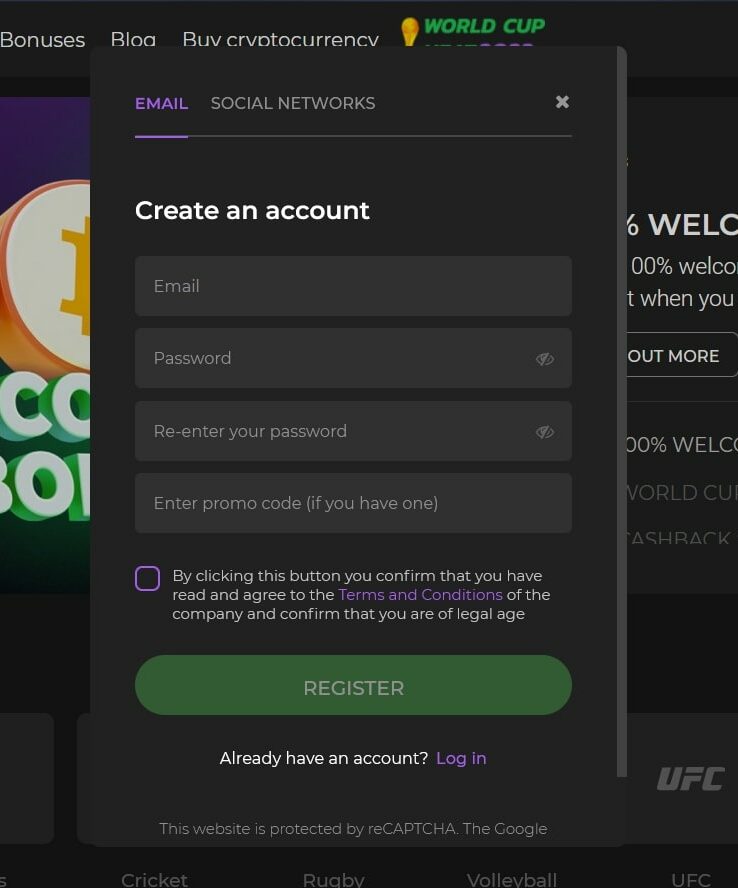 Bonuses
Blog
Buy cryptocurrency
WORLD CUP
EMAIL
SOCIAL NETWORKS
Create an account
Email
Password
Re-enter your password
Enter promo code (if you have one)
By clicking this button you confirm that you have
read and agree to the Terms and Conditions of the
company and confirm that you are of legal age
REGISTER
Already have an account? Log in
This website is protected by reCAPTCHA. The Google
% WELC
00% welco
t when you
OUT MORE
00% WELC
WORLD CU
CASHBACK
UFC
Cricket
Rugby
Volleyball
UFC